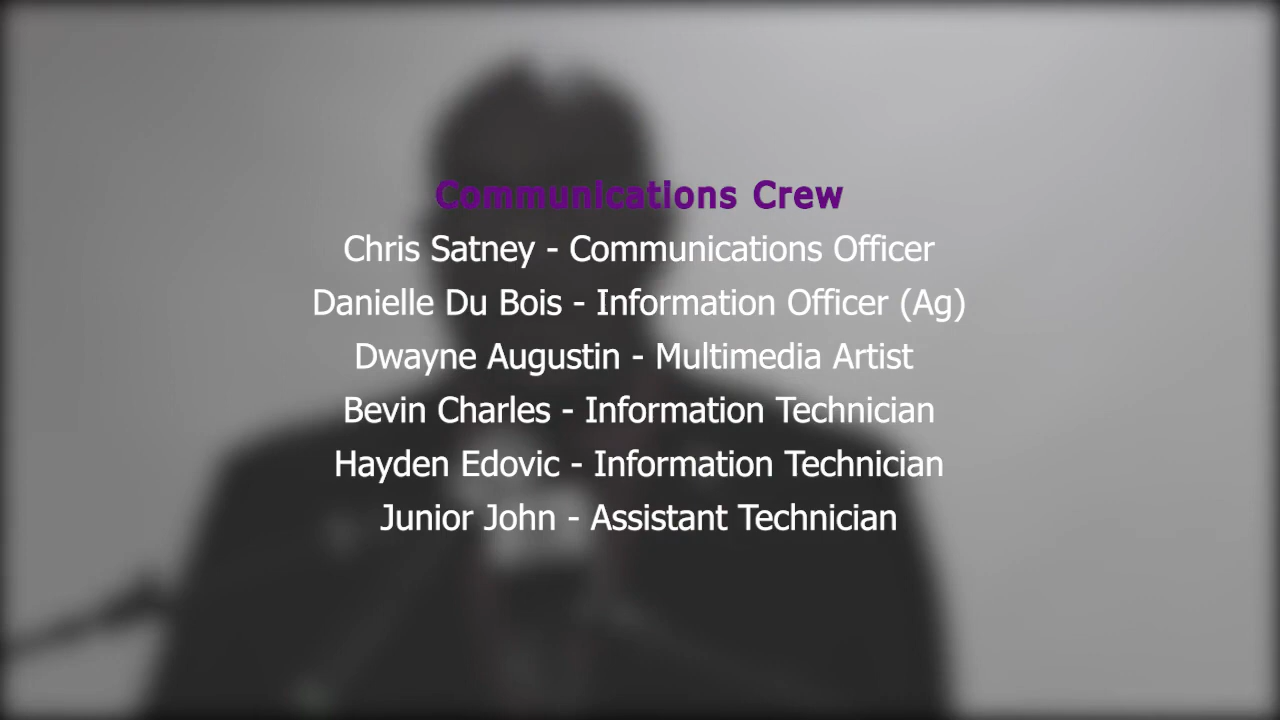 Communications Crew
Chris Satney - Communications Officer
Danielle Du Bois - Information Officer (Ag)
Dwayne Augustin - Multimedia Artist
Bevin Charles - Information Technician
Hayden Edovic - Information Technician
Junior John - Assistant Technician